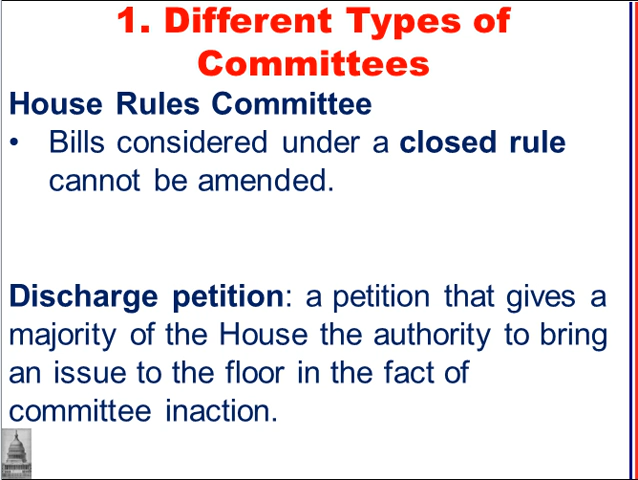 1. Different Types of
Committees
House Rules Committee
• Bills considered under a closed rule
cannot be amended.
Discharge petition: a petition that gives a
majority of the House the authority to bring
an issue to the floor in the fact of
committee inaction.